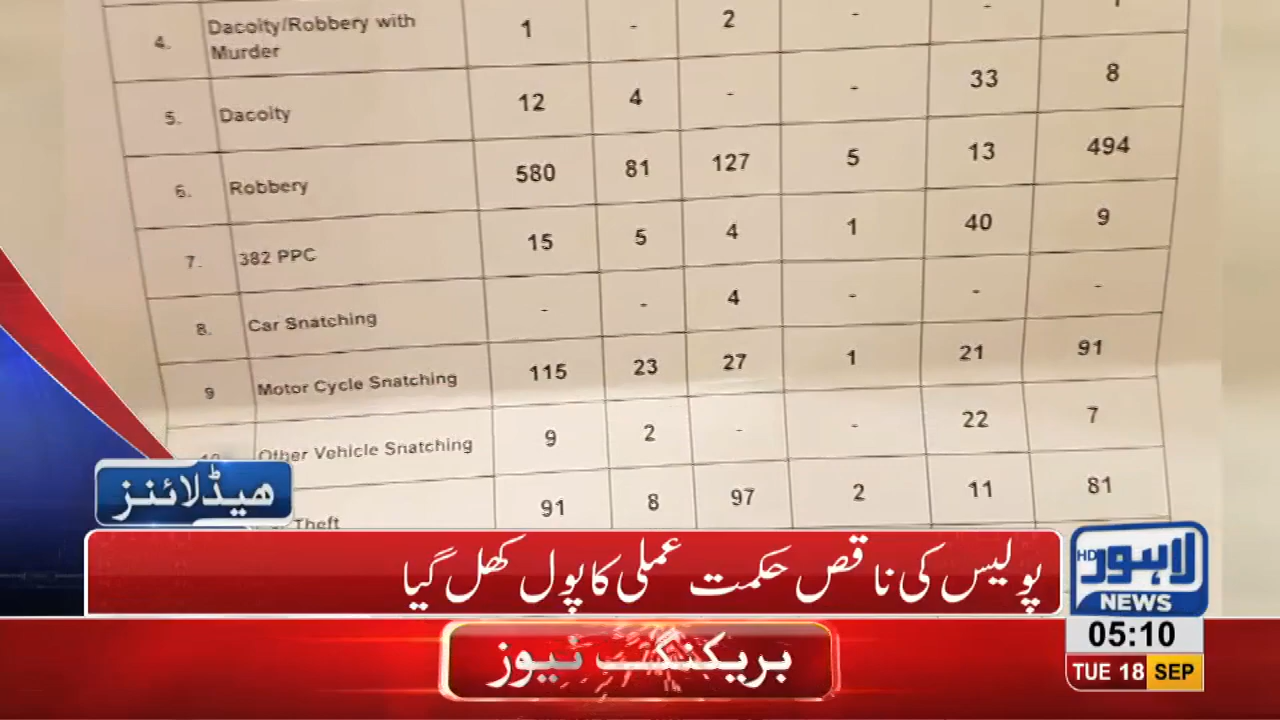 4. Dacoity/Robbery with Murder 1 - 2 - -
5. Dacoity 12 4 - - 33 8
6. Robbery 580 81 127 5 13 494
7. 382 PPC 15 5 4 1 40 9
8. Car Snatching - - 4 - - -
9 Motor Cycle Snatching 115 23 27 1 21 91
Other Vehicle Snatching 9 2 - - 22 7
Theft 91 8 97 2 11 81
ھیڈلائنز
پولیس کی ناقص حکمت عملی کا پول کھل گیا
لاہور HD
NEWS
بریکنگ نیوز
05:10
TUE 18 SEP